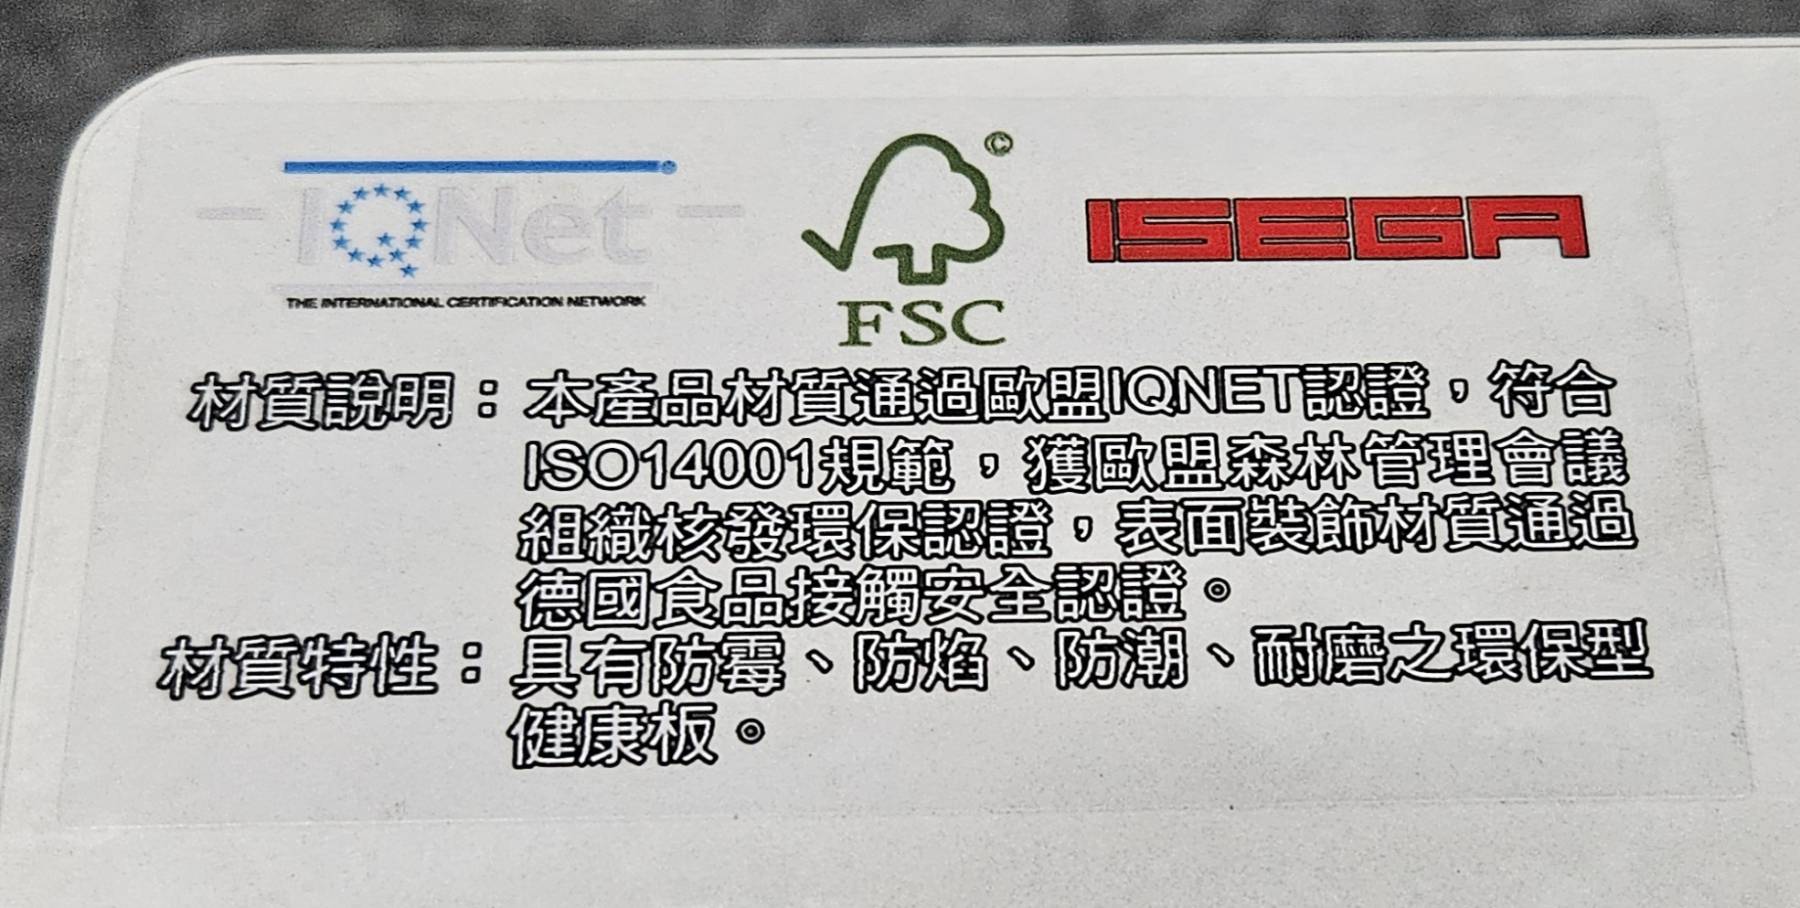 IQNet
THE INTERNATIONAL CERTIFICATION NETWORK
©
FSC
ISEGA
材質說明：本產品材質通過歐盟IQNET認證，符合
ISO14001規範，獲歐盟森林管理會議
組織核發環保認證，表面裝飾材質通過
德國食品接觸安全認證。
材質特性：具有防霉、防焰、防潮、耐磨之環保型
健康板。